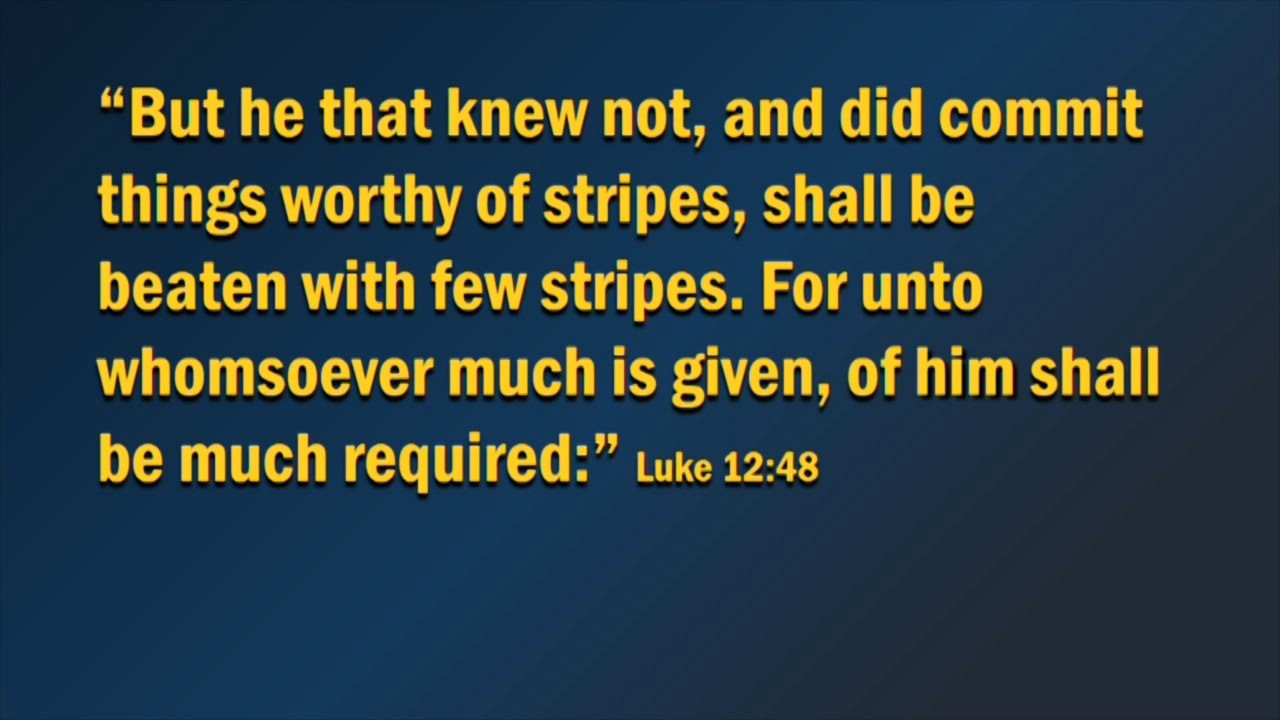 “But he that knew not, and did commit
things worthy of stripes, shall be
beaten with few stripes. For unto
whomsoever much is given, of him shall
be much required:” Luke 12:48